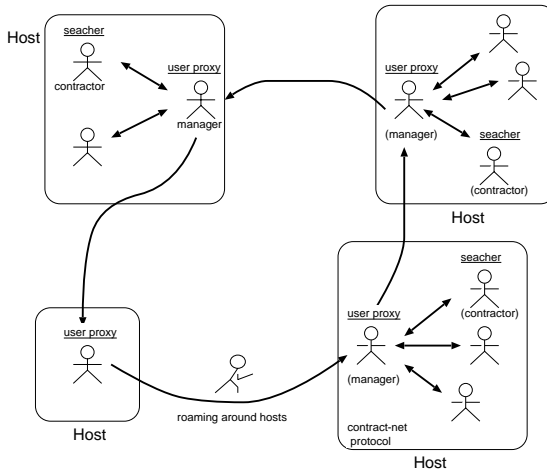 Host
seacher
contractor
user proxy
manager
user proxy
(manager)
seacher
(contractor)
Host
user proxy
Host
roaming around hosts
seacher
(contractor)
user proxy
(manager)
contract-net
protocol
Host